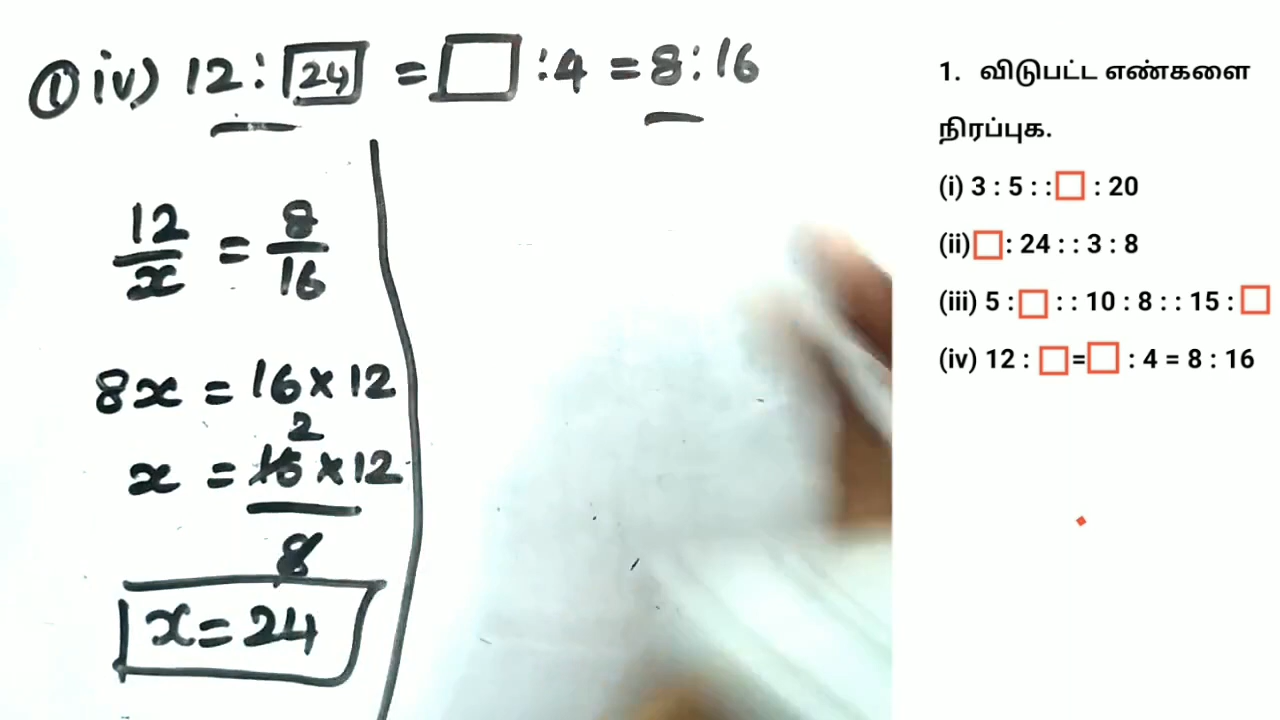 ① iv) 12 : 24 = □ : 4 = 8 : 16
12/x = 8/16
8x = 16 × 12
2
x = 16 × 12
8
x = 24
1. விடுபட்ட எண்களை
நிரப்புக.
(i) 3 : 5 : : □ : 20
(ii) □ : 24 : : 3 : 8
(iii) 5 : □ : : 10 : 8 : : 15 : □
(iv) 12 : □ = □ : 4 = 8 : 16